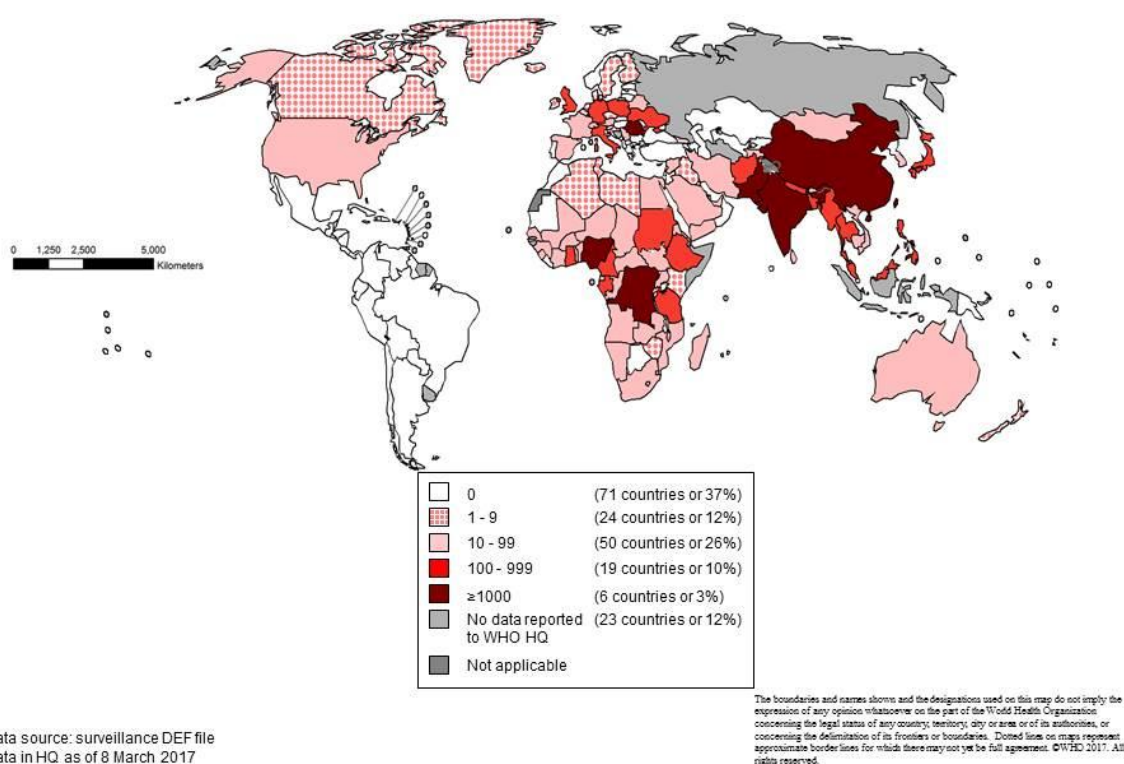 0 1,250 2,500 5,000
Kilometers
0 (71 countries or 37%)
1 - 9 (24 countries or 12%)
10 - 99 (50 countries or 26%)
100 - 999 (19 countries or 10%)
≥1000 (6 countries or 3%)
No data reported (23 countries or 12%)
to WHO HQ
Not applicable
ata source: surveillance DEF file
ata in HQ as of 8 March 2017
The boundaries and names shown and the designations used on this map do not imply the
expression of any opinion whatsoever on the part of the World Health Organization
concerning the legal status of any country, territory, city or area or of its authorities, or
concerning the delimitation of its frontiers or boundaries. Dotted lines on maps represent
approximate border lines for which there may not yet be full agreement. ©WHO 2017. All
rights reserved.